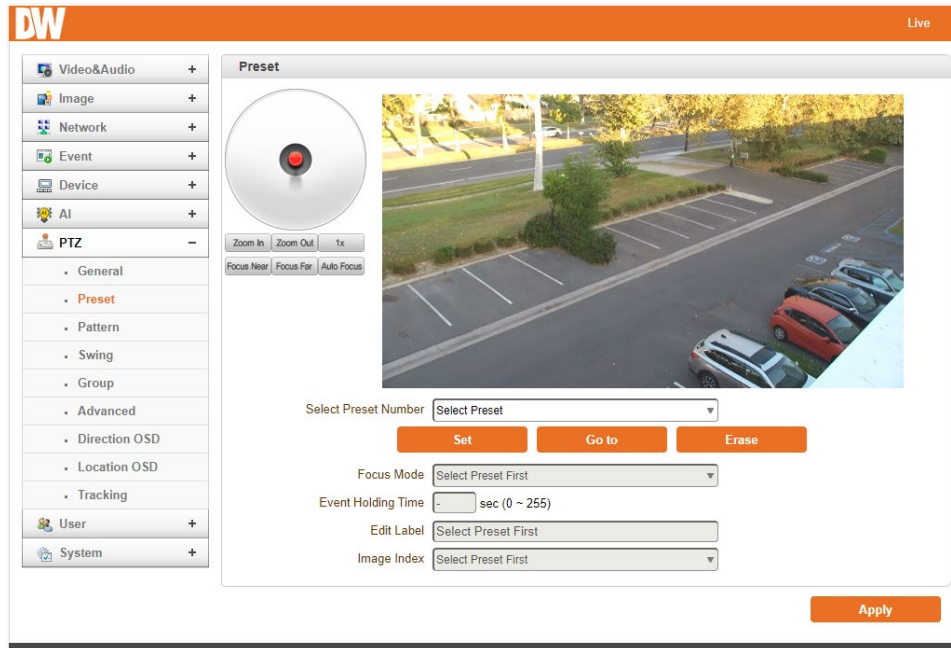 DW
Live
Video&Audio +
Image +
Network +
Event +
Device +
AI +
PTZ –
General
Preset
Pattern
Swing
Group
Advanced
Direction OSD
Location OSD
Tracking
User +
System +
Preset
Zoom In Zoom Out 1x
Focus Near Focus Far Auto Focus
Select Preset Number Select Preset
Set Go to Erase
Focus Mode Select Preset First
Event Holding Time - sec (0 ~ 255)
Edit Label Select Preset First
Image Index Select Preset First
Apply